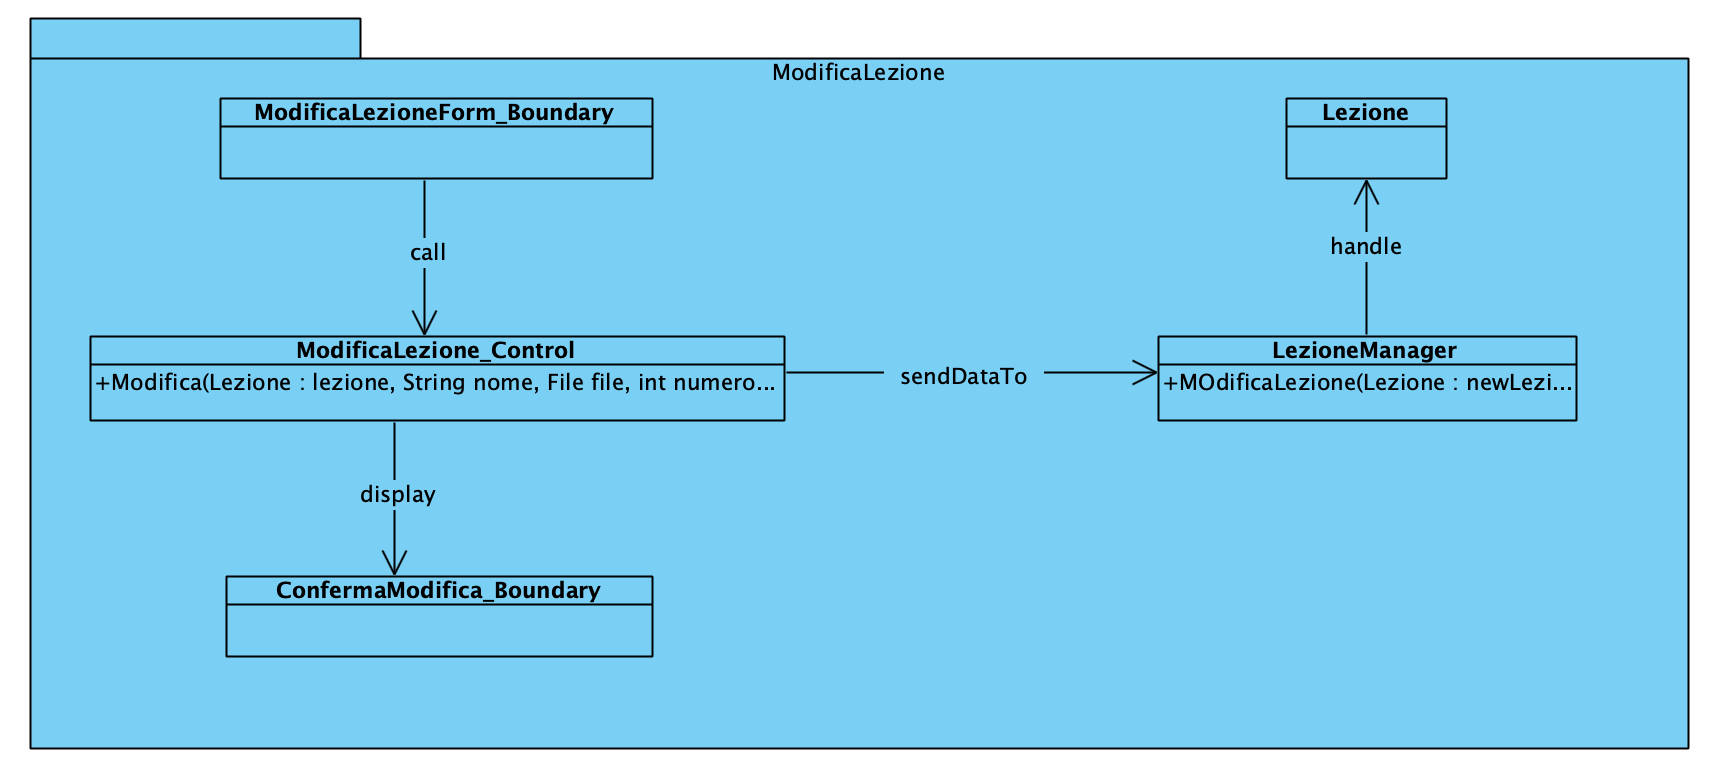 ModificaLezione
ModificaLezioneForm_Boundary
Lezione
call
handle
ModificaLezione_Control
+Modifica(Lezione : lezione, String nome, File file, int numero...
sendDataTo
LezioneManager
+MOdificaLezione(Lezione : newLezi...
display
ConfermaModifica_Boundary